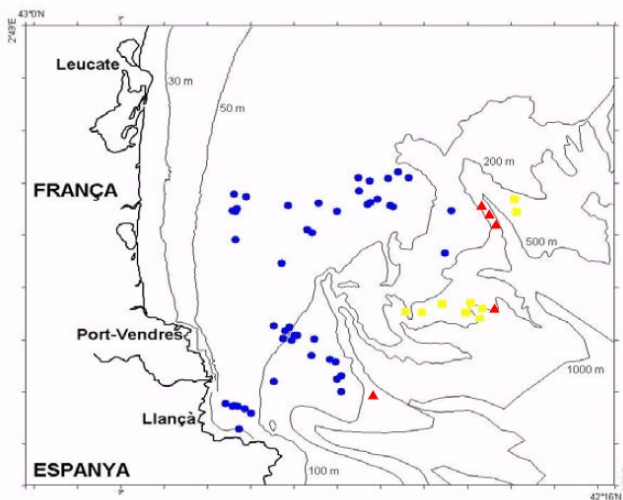 43°0'N
2°49'E
Leucate
30 m
50 m
200 m
FRANÇA
500 m
Port-Vendres
1000 m
Llançà
ESPANYA
100 m
42°16'N